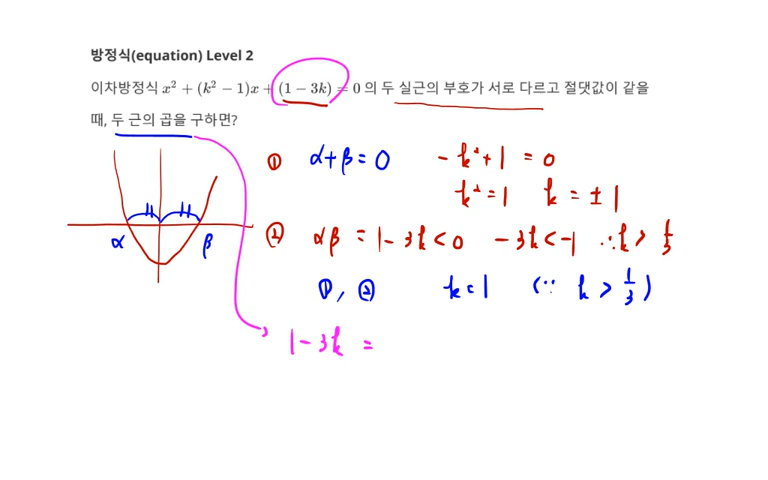 방정식(equation) Level 2
이차방정식 x² + (k² − 1)x + (1 − 3k) = 0 의 두 실근의 부호가 서로 다르고 절댓값이 같을
때, 두 근의 곱을 구하면?
① α+β = 0 -k²+1 = 0
k²=1 k = ±1
② αβ = 1-3k<0 -3k<-1 ∴k > 1/3
α β
①, ② k=1 (∵ k > 1/3)
1-3k =